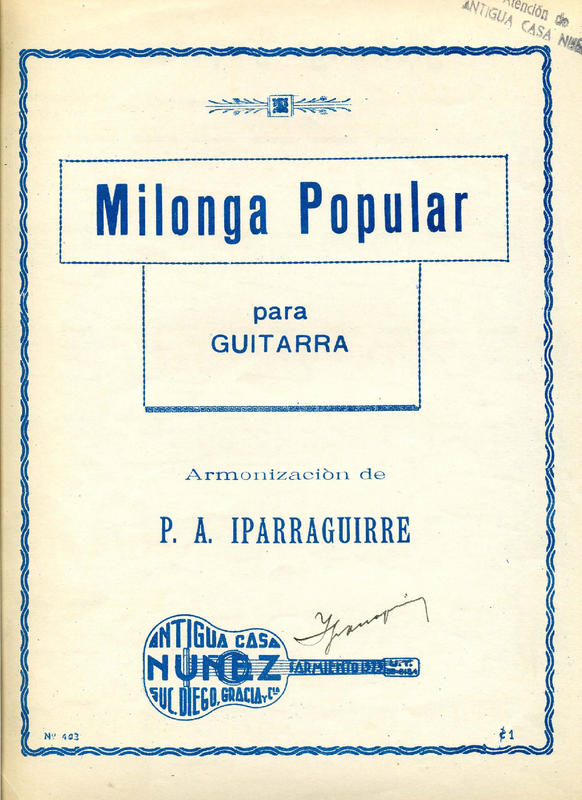 Atención de
ANTIGUA CASA NUÑEZ
Milonga Popular
para
GUITARRA
Armonizaciòn de
P. A. IPARRAGUIRRE
ANTIGUA CASA
NUÑEZ
SARMIENTO 1573
U.T.
SUC. DIEGO, GRACIA y Cía
Nº 403
1